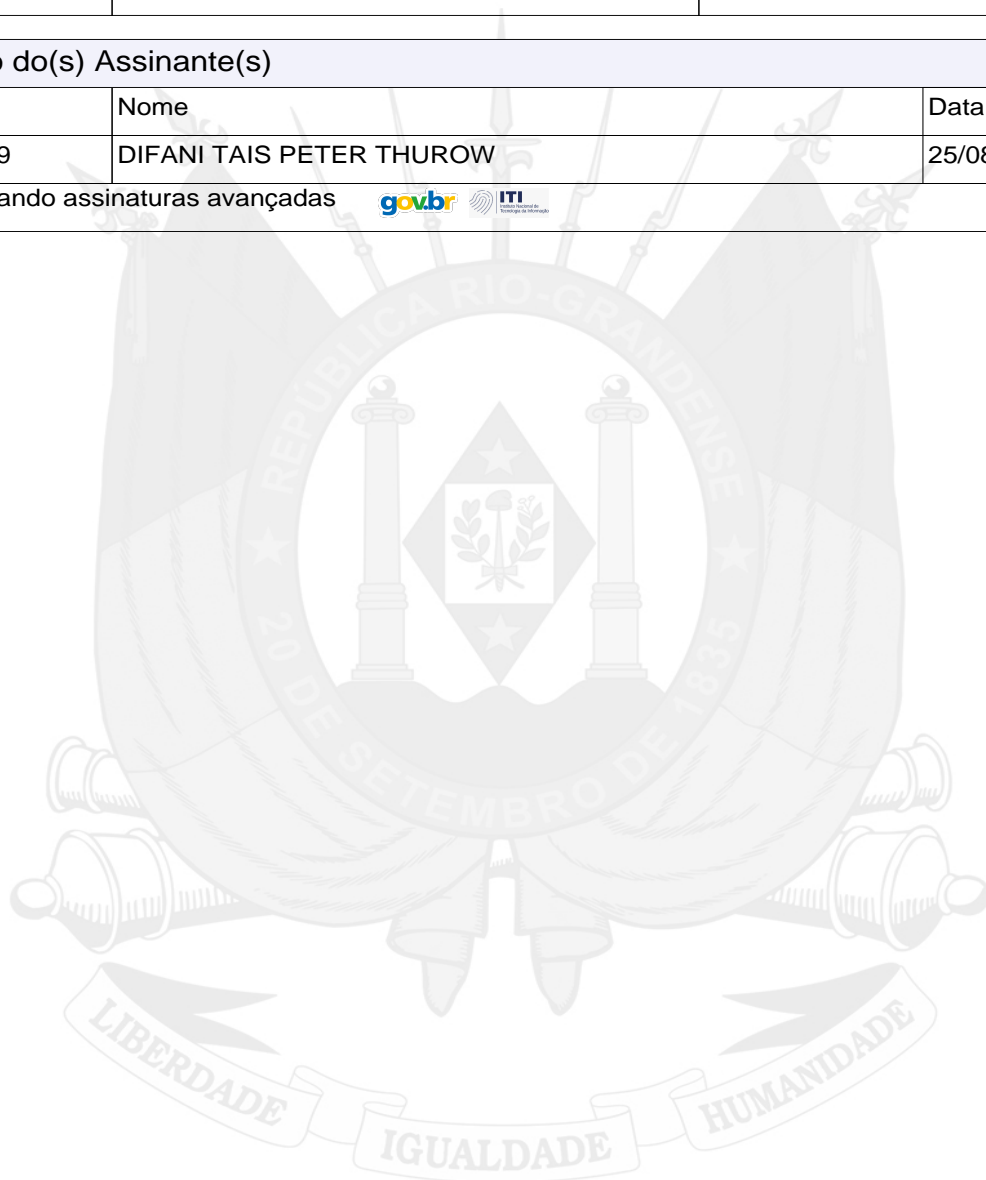 o do(s) Assinante(s)
Nome Data
9 DIFANI TAIS PETER THUROW 25/08
ando assinaturas avançadas gov.br ITI
REPÚBLICA RIO-GRANDENSE
20 DE SETEMBRO DE 1835
LIBERDADE IGUALDADE HUMANIDADE